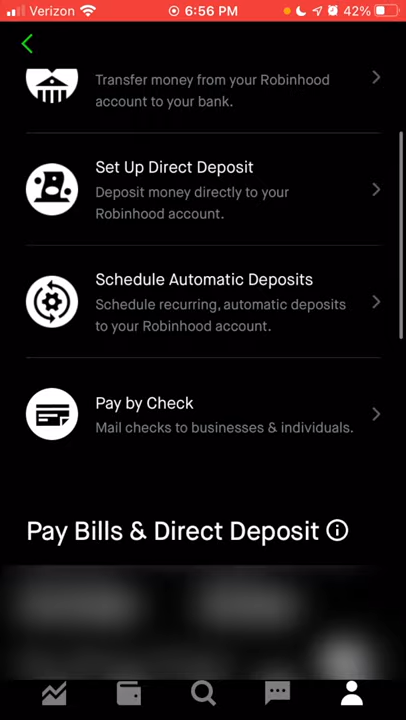 Verizon 6:56 PM 42%
Transfer money from your Robinhood
account to your bank.
Set Up Direct Deposit
Deposit money directly to your
Robinhood account.
Schedule Automatic Deposits
Schedule recurring, automatic deposits
to your Robinhood account.
Pay by Check
Mail checks to businesses & individuals.
Pay Bills & Direct Deposit